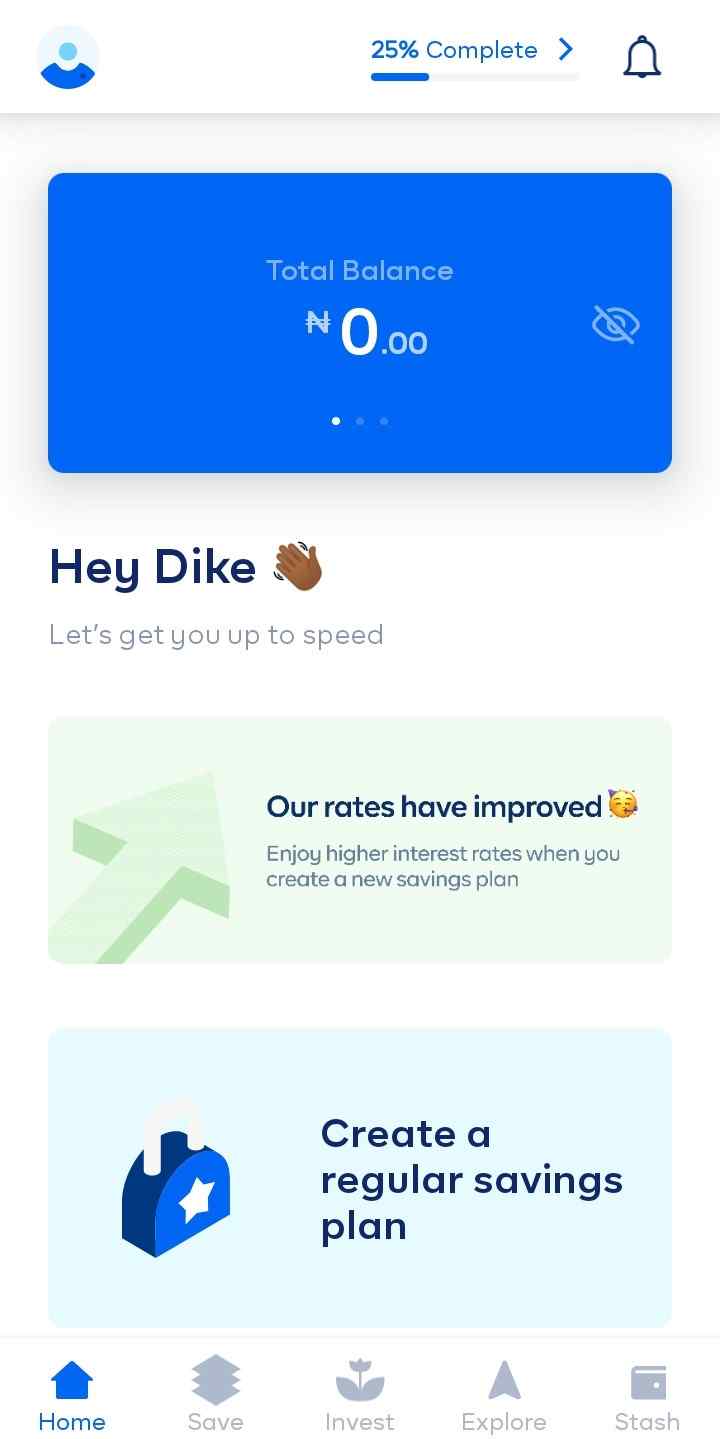 25% Complete
Total Balance
₦0.00
Hey Dike 👋🏾
Let's get you up to speed
Our rates have improved 🥳
Enjoy higher interest rates when you
create a new savings plan
Create a
regular savings
plan
Home Save Invest Explore Stash